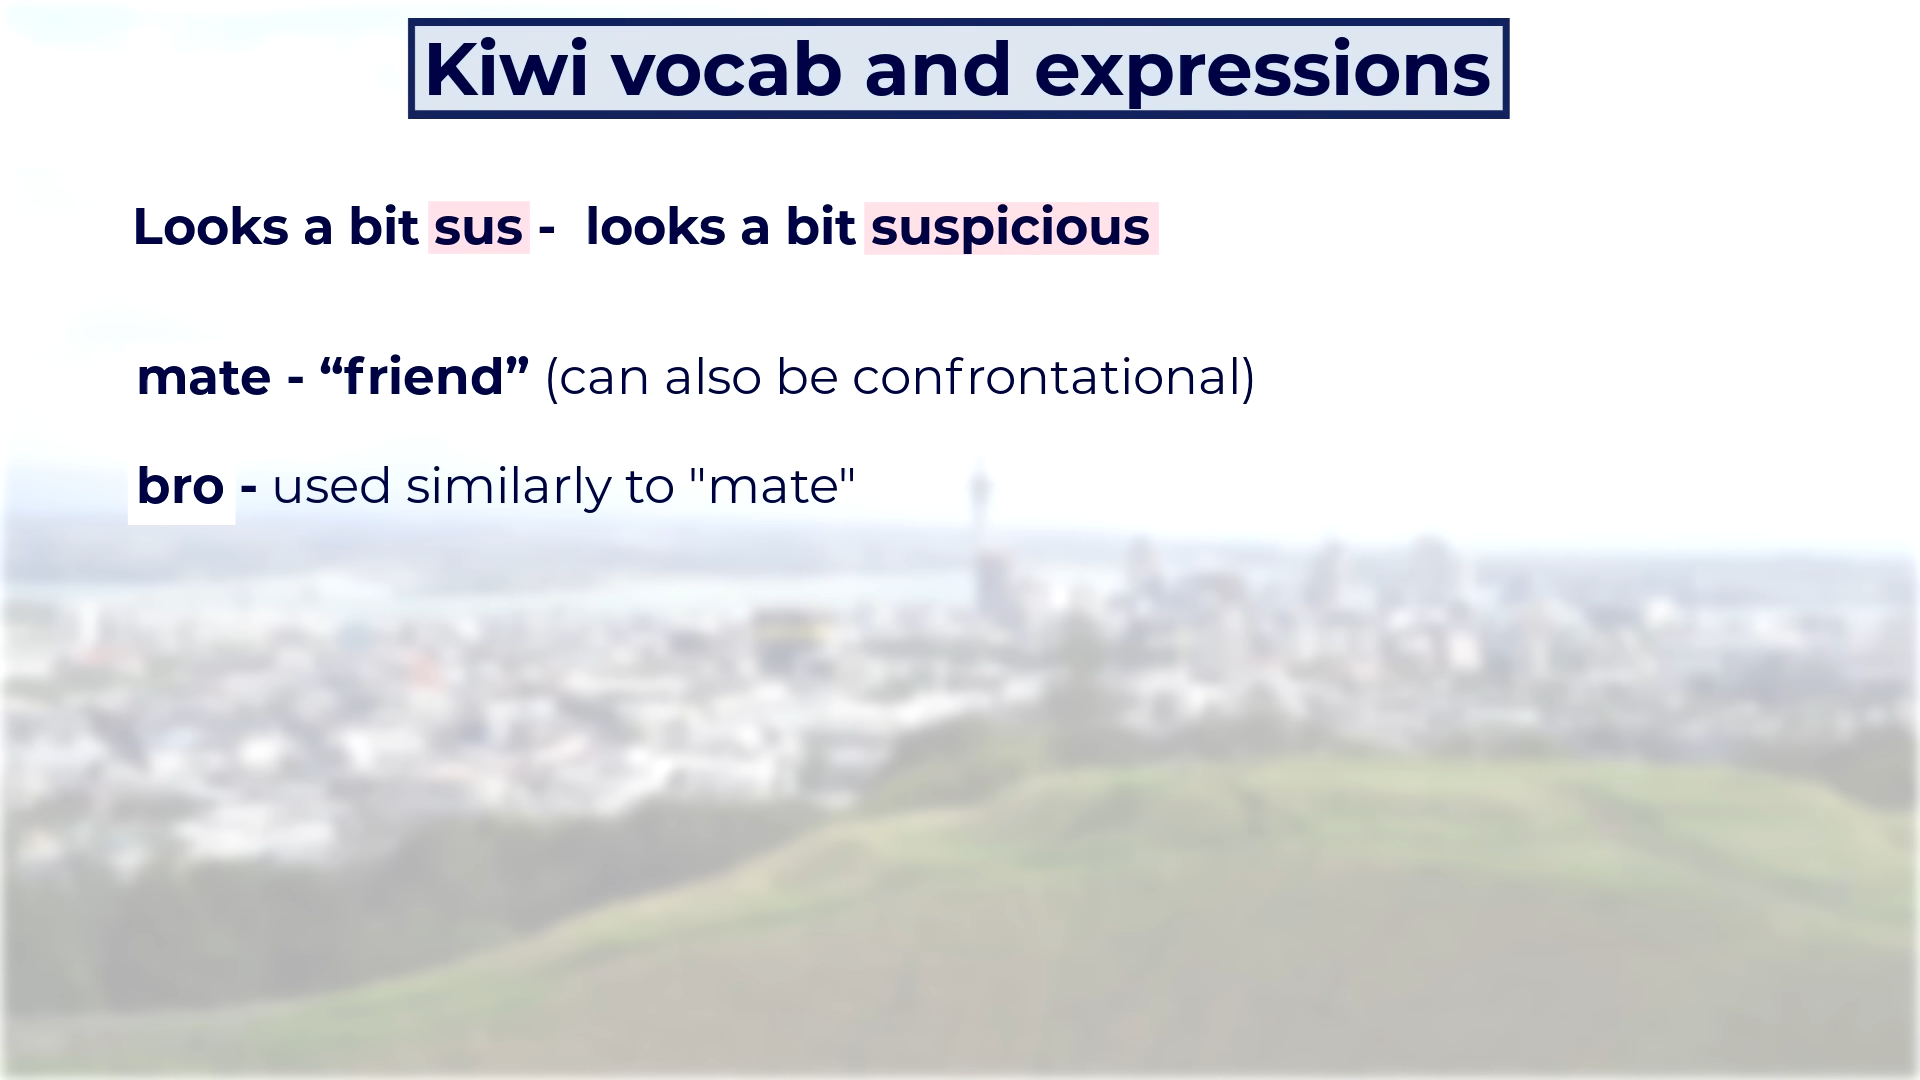 Kiwi vocab and expressions
Looks a bit sus - looks a bit suspicious
mate - “friend” (can also be confrontational)
bro - used similarly to "mate"